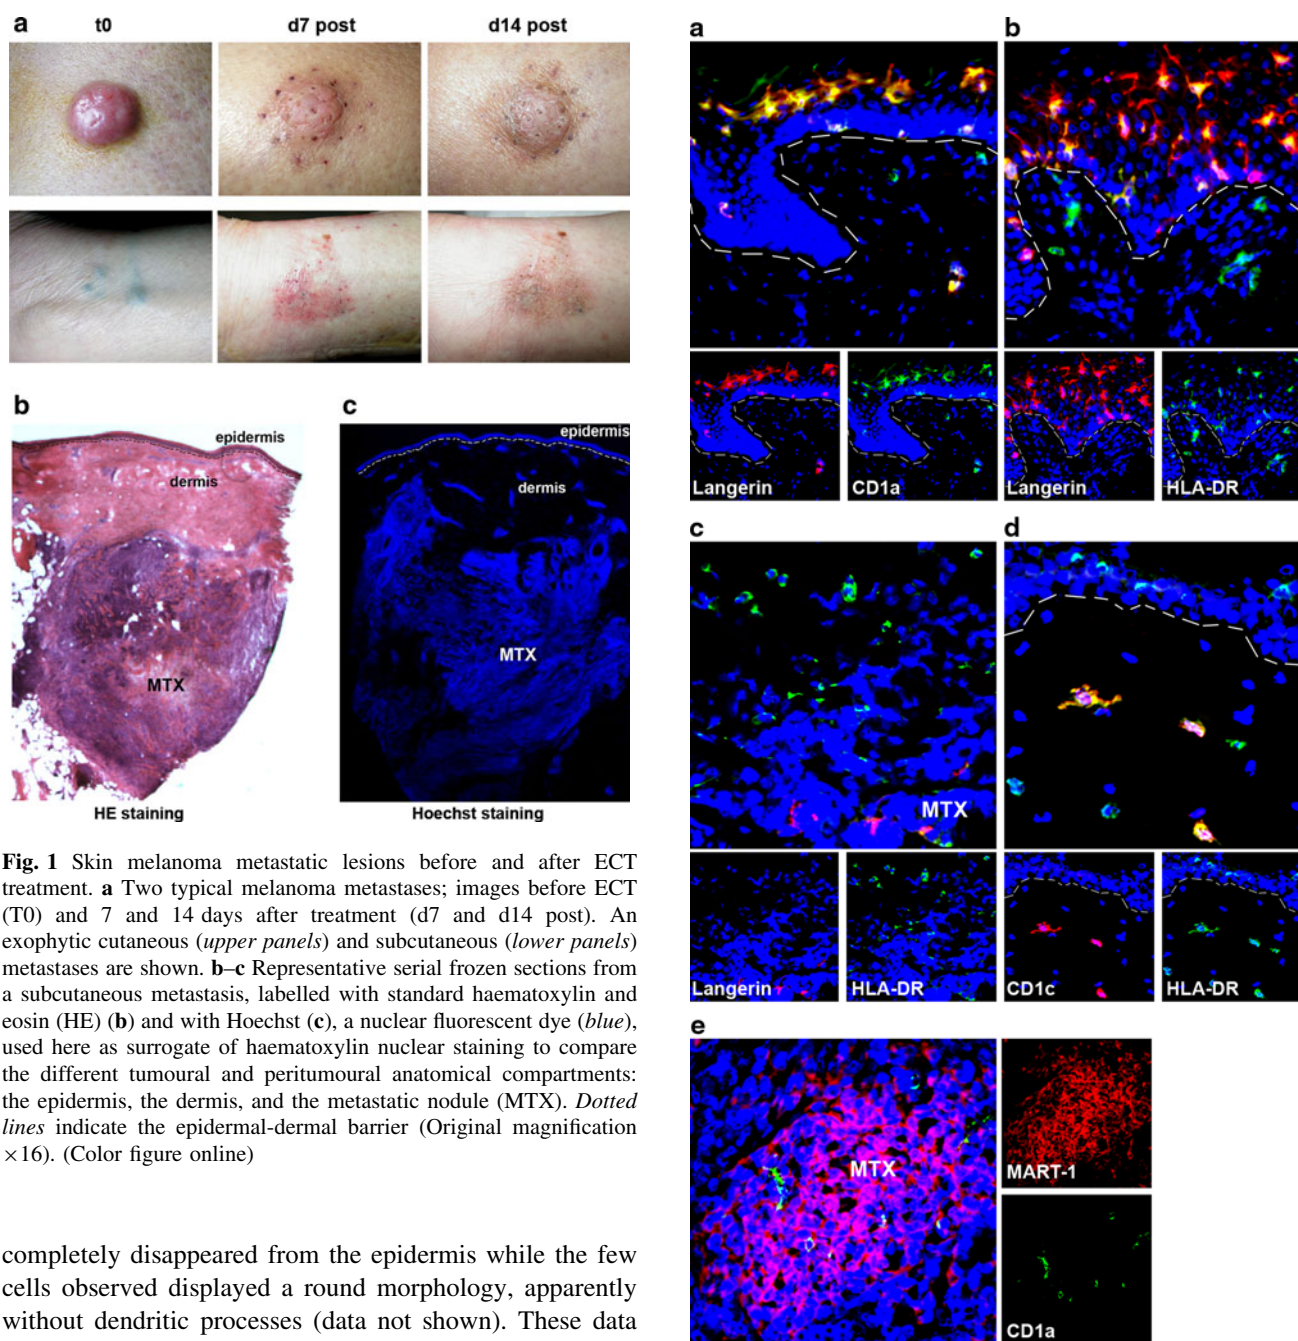 a
t0
d7 post
d14 post
b
epidermis
dermis
MTX
HE staining
c
epidermis
dermis
MTX
Hoechst staining
Fig. 1 Skin melanoma metastatic lesions before and after ECT
treatment. a Two typical melanoma metastases; images before ECT
(T0) and 7 and 14 days after treatment (d7 and d14 post). An
exophytic cutaneous (upper panels) and subcutaneous (lower panels)
metastases are shown. b–c Representative serial frozen sections from
a subcutaneous metastasis, labelled with standard haematoxylin and
eosin (HE) (b) and with Hoechst (c), a nuclear fluorescent dye (blue),
used here as surrogate of haematoxylin nuclear staining to compare
the different tumoural and peritumoural anatomical compartments:
the epidermis, the dermis, and the metastatic nodule (MTX). Dotted
lines indicate the epidermal-dermal barrier (Original magnification
×16). (Color figure online)
completely disappeared from the epidermis while the few
cells observed displayed a round morphology, apparently
without dendritic processes (data not shown). These data
a
Langerin
CD1a
b
Langerin
HLA-DR
c
MTX
Langerin
HLA-DR
d
CD1c
HLA-DR
e
MTX
MART-1
CD1a